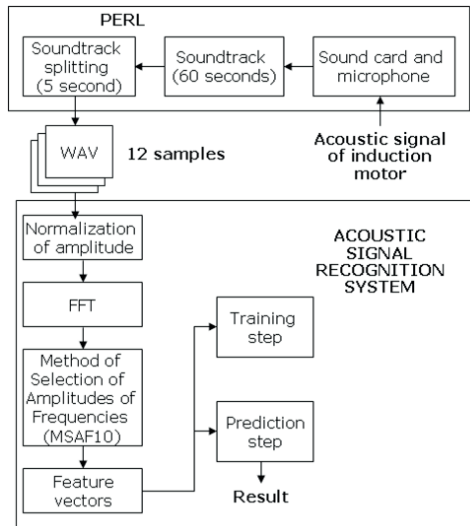 PERL
Soundtrack
splitting
(5 second)
Soundtrack
(60 seconds)
Sound card and
microphone
Acoustic signal
of induction
motor
WAV
12 samples
Normalization
of amplitude
ACOUSTIC
SIGNAL
RECOGNITION
SYSTEM
FFT
Training
step
Method of
Selection of
Amplitudes of
Frequencies
(MSAF10)
Prediction
step
Feature
vectors
Result